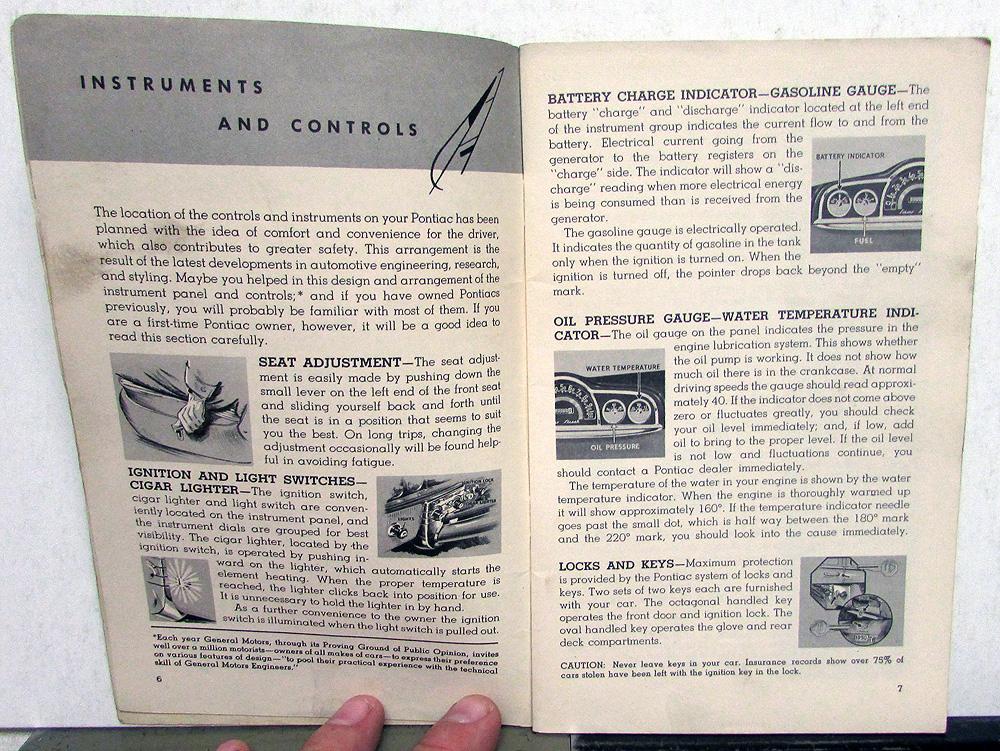 INSTRUMENTS
AND CONTROLS
The location of the controls and instruments on your Pontiac has been
planned with the idea of comfort and convenience for the driver,
which also contributes to greater safety. This arrangement is the
result of the latest developments in automotive engineering, research,
and styling. Maybe you helped in this design and arrangement of the
instrument panel and controls;* and if you have owned Pontiacs
previously, you will probably be familiar with most of them. If you
are a first-time Pontiac owner, however, it will be a good idea to
read this section carefully.
SEAT ADJUSTMENT—The seat adjust-
ment is easily made by pushing down the
small lever on the left end of the front seat
and sliding yourself back and forth until
the seat is in a position that seems to suit
you the best. On long trips, changing the
adjustment occasionally will be found help-
ful in avoiding fatigue.
IGNITION AND LIGHT SWITCHES—
CIGAR LIGHTER—The ignition switch,
cigar lighter and light switch are conven-
iently located on the instrument panel, and
the instrument dials are grouped for best
visibility. The cigar lighter, located by the
ignition switch, is operated by pushing in-
ward on the lighter, which automatically starts the
element heating. When the proper temperature is
reached, the lighter clicks back into position for use.
It is unnecessary to hold the lighter in by hand.
As a further convenience to the owner the ignition
switch is illuminated when the light switch is pulled out.
IGNITION LOCK
LIGHTER
LIGHTS
*Each year General Motors, through its Proving Ground of Public Opinion, invites
well over a million motorists—owners of all makes of cars—to express their preference
on various features of design—"to pool their practical experience with the technical
skill of General Motors Engineers."
6
BATTERY CHARGE INDICATOR—GASOLINE GAUGE—The
battery "charge" and "discharge" indicator located at the left end
of the instrument group indicates the current flow to and from the
battery. Electrical current going from the
generator to the battery registers on the
"charge" side. The indicator will show a "dis-
charge" reading when more electrical energy
is being consumed than is received from the
generator.
The gasoline gauge is electrically operated.
It indicates the quantity of gasoline in the tank
only when the ignition is turned on. When the
ignition is turned off, the pointer drops back beyond the "empty"
mark.
BATTERY INDICATOR
FUEL
OIL PRESSURE GAUGE—WATER TEMPERATURE INDI-
CATOR—The oil gauge on the panel indicates the pressure in the
engine lubrication system. This shows whether
the oil pump is working. It does not show how
much oil there is in the crankcase. At normal
driving speeds the gauge should read approxi-
mately 40. If the indicator does not come above
zero or fluctuates greatly, you should check
your oil level immediately; and, if low, add
oil to bring to the proper level. If the oil level
is not low and fluctuations continue, you
should contact a Pontiac dealer immediately.
WATER TEMPERATURE
OIL PRESSURE
The temperature of the water in your engine is shown by the water
temperature indicator. When the engine is thoroughly warmed up
it will show approximately 160°. If the temperature indicator needle
goes past the small dot, which is half way between the 180° mark
and the 220° mark, you should look into the cause immediately.
LOCKS AND KEYS—Maximum protection
is provided by the Pontiac system of locks and
keys. Two sets of two keys each are furnished
with your car. The octagonal handled key
operates the front door and ignition lock. The
oval handled key operates the glove and rear
deck compartments.
CAUTION: Never leave keys in your car. Insurance records show over 75% of
cars stolen have been left with the ignition key in the lock.
7